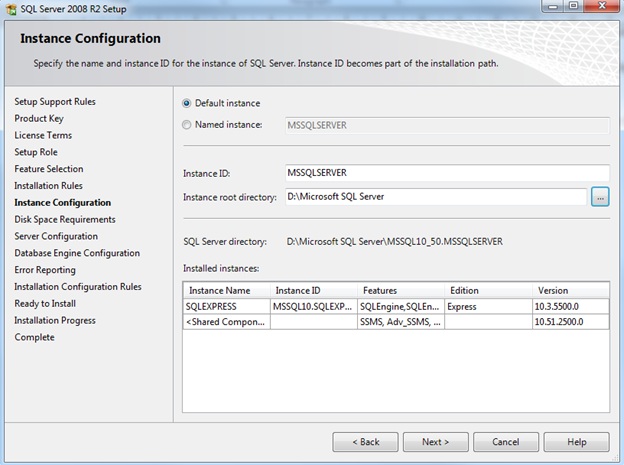 SQL Server 2008 R2 Setup
Instance Configuration
Specify the name and instance ID for the instance of SQL Server. Instance ID becomes part of the installation path.
Setup Support Rules
Product Key
License Terms
Setup Role
Feature Selection
Installation Rules
Instance Configuration
Disk Space Requirements
Server Configuration
Database Engine Configuration
Error Reporting
Installation Configuration Rules
Ready to Install
Installation Progress
Complete
Default instance
Named instance: MSSQLSERVER
Instance ID: MSSQLSERVER
Instance root directory: D:\Microsoft SQL Server ...
SQL Server directory: D:\Microsoft SQL Server\MSSQL10_50.MSSQLSERVER
Installed instances:
Instance Name Instance ID Features Edition Version
SQLEXPRESS MSSQL10.SQLEXP... SQLEngine,SQLEn... Express 10.3.5500.0
<Shared Compon... SSMS, Adv_SSMS, ... 10.51.2500.0
< Back Next > Cancel Help